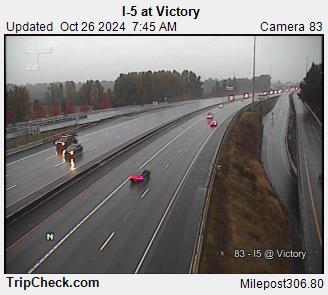 I-5 at Victory
Updated Oct 26 2024 7:45 AM Camera 83
N
83 - I5 @ Victory
TripCheck.com Milepost306.80